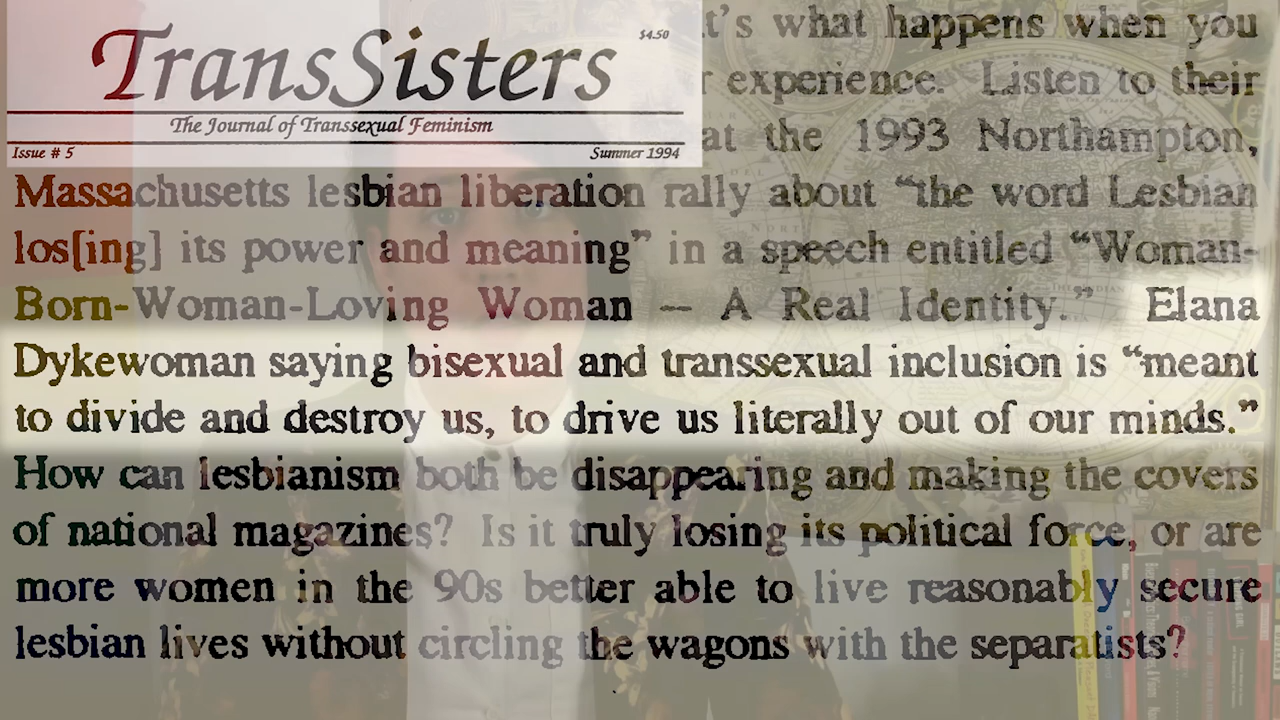 TransSisters
$4.50
The Journal of Transsexual Feminism
Issue # 5 Summer 1994
t's what happens when you
experience. Listen to their
at the 1993 Northampton,
Massachusetts lesbian liberation rally about “the word Lesbian
los[ing] its power and meaning” in a speech entitled “Woman-
Born-Woman-Loving Woman -- A Real Identity.” Elana
Dykewoman saying bisexual and transsexual inclusion is “meant
to divide and destroy us, to drive us literally out of our minds.”
How can lesbianism both be disappearing and making the covers
of national magazines? Is it truly losing its political force, or are
more women in the 90s better able to live reasonably secure
lesbian lives without circling the wagons with the separatists?